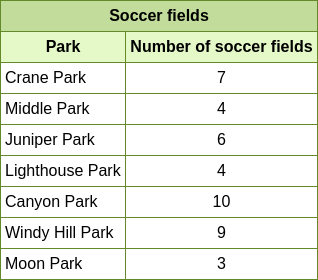 Soccer fields
Park Number of soccer fields
Crane Park 7
Middle Park 4
Juniper Park 6
Lighthouse Park 4
Canyon Park 10
Windy Hill Park 9
Moon Park 3